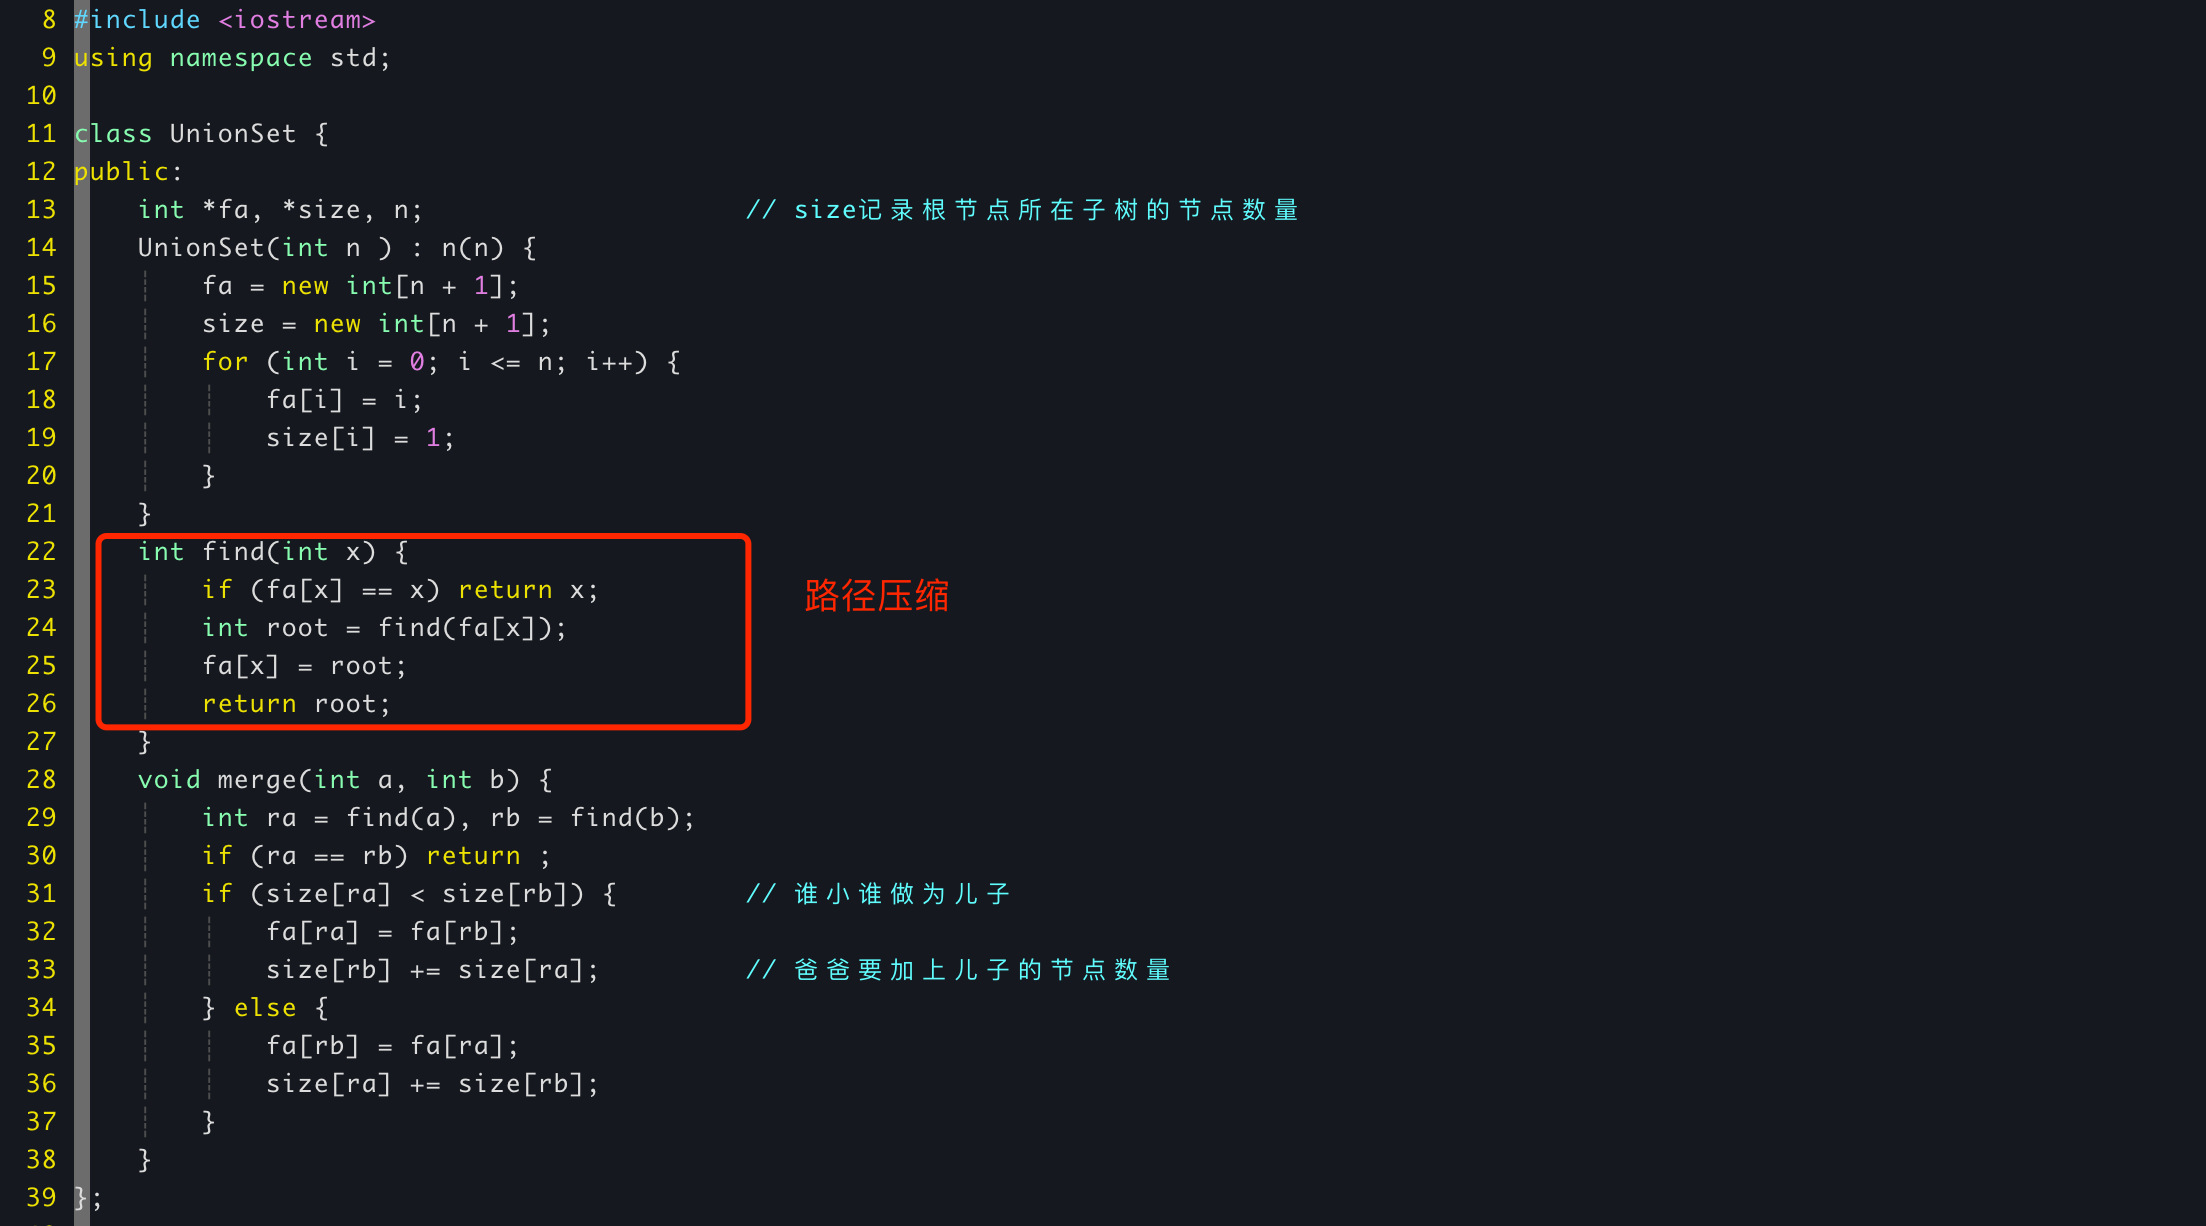 8 #include <iostream>
9 using namespace std;
10
11 class UnionSet {
12 public:
13     int *fa, *size, n;                    // size记录根节点所在子树的节点数量
14     UnionSet(int n ) : n(n) {
15         fa = new int[n + 1];
16         size = new int[n + 1];
17         for (int i = 0; i <= n; i++) {
18             fa[i] = i;
19             size[i] = 1;
20         }
21     }
22     int find(int x) {
23         if (fa[x] == x) return x;
路径压缩
24         int root = find(fa[x]);
25         fa[x] = root;
26         return root;
27     }
28     void merge(int a, int b) {
29         int ra = find(a), rb = find(b);
30         if (ra == rb) return ;
31         if (size[ra] < size[rb]) {        // 谁小谁做为儿子
32             fa[ra] = fa[rb];
33             size[rb] += size[ra];         // 爸爸要加上儿子的节点数量
34         } else {
35             fa[rb] = fa[ra];
36             size[ra] += size[rb];
37         }
38     }
39 };